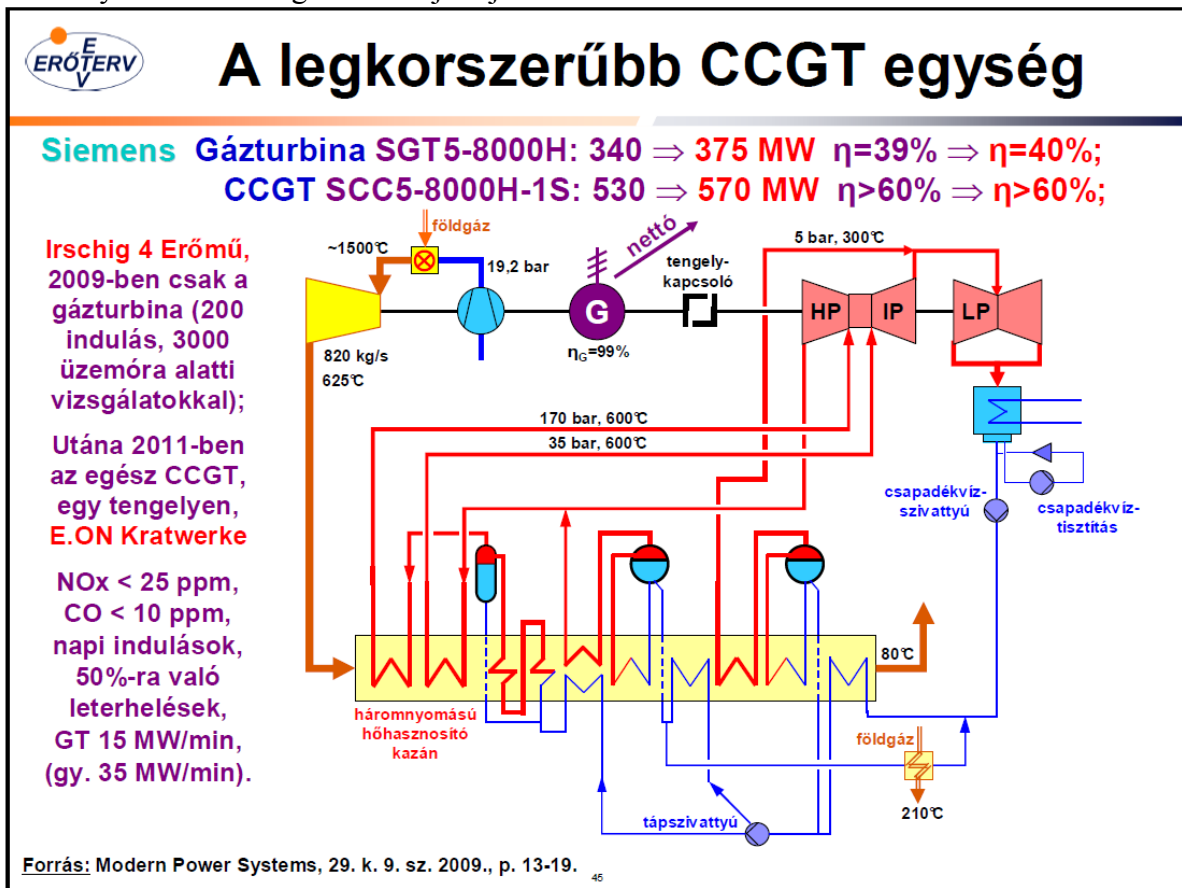 E
ERŐTERV
V
A legkorszerűbb CCGT egység
Siemens Gázturbina SGT5-8000H: 340 ⇒ 375 MW η=39% ⇒ η=40%;
CCGT SCC5-8000H-1S: 530 ⇒ 570 MW η>60% ⇒ η>60%;
Irschig 4 Erőmű,
2009-ben csak a
gázturbina (200
indulás, 3000
üzemóra alatti
vizsgálatokkal);
Utána 2011-ben
az egész CCGT,
egy tengelyen,
E.ON Kratwerke
NOx < 25 ppm,
CO < 10 ppm,
napi indulások,
50%-ra való
leterhelések,
GT 15 MW/min,
(gy. 35 MW/min).
földgáz
~1500°C
19,2 bar
nettó
G
ηG=99%
tengely-
kapcsoló
5 bar, 300°C
HP
IP
LP
820 kg/s
625°C
170 bar, 600°C
35 bar, 600°C
csapadékvíz-
szivattyú
csapadékvíz-
tisztítás
80°C
háromnyomású
hőhasznosító
kazán
földgáz
210°C
tápszivattyú
Forrás: Modern Power Systems, 29. k. 9. sz. 2009., p. 13-19.
45